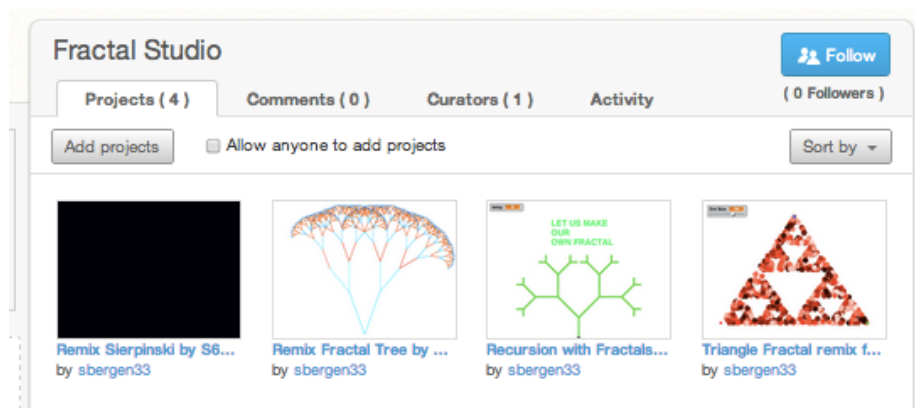 Fractal Studio
Follow
Projects ( 4 )
Comments ( 0 )
Curators ( 1 )
Activity
( 0 Followers )
Add projects
Allow anyone to add projects
Sort by
LET US MAKE
OUR
OWN FRACTAL
Remix Sierpinski by S6...
Remix Fractal Tree by ...
Recursion with Fractals...
Triangle Fractal remix f...
by sbergen33
by sbergen33
by sbergen33
by sbergen33